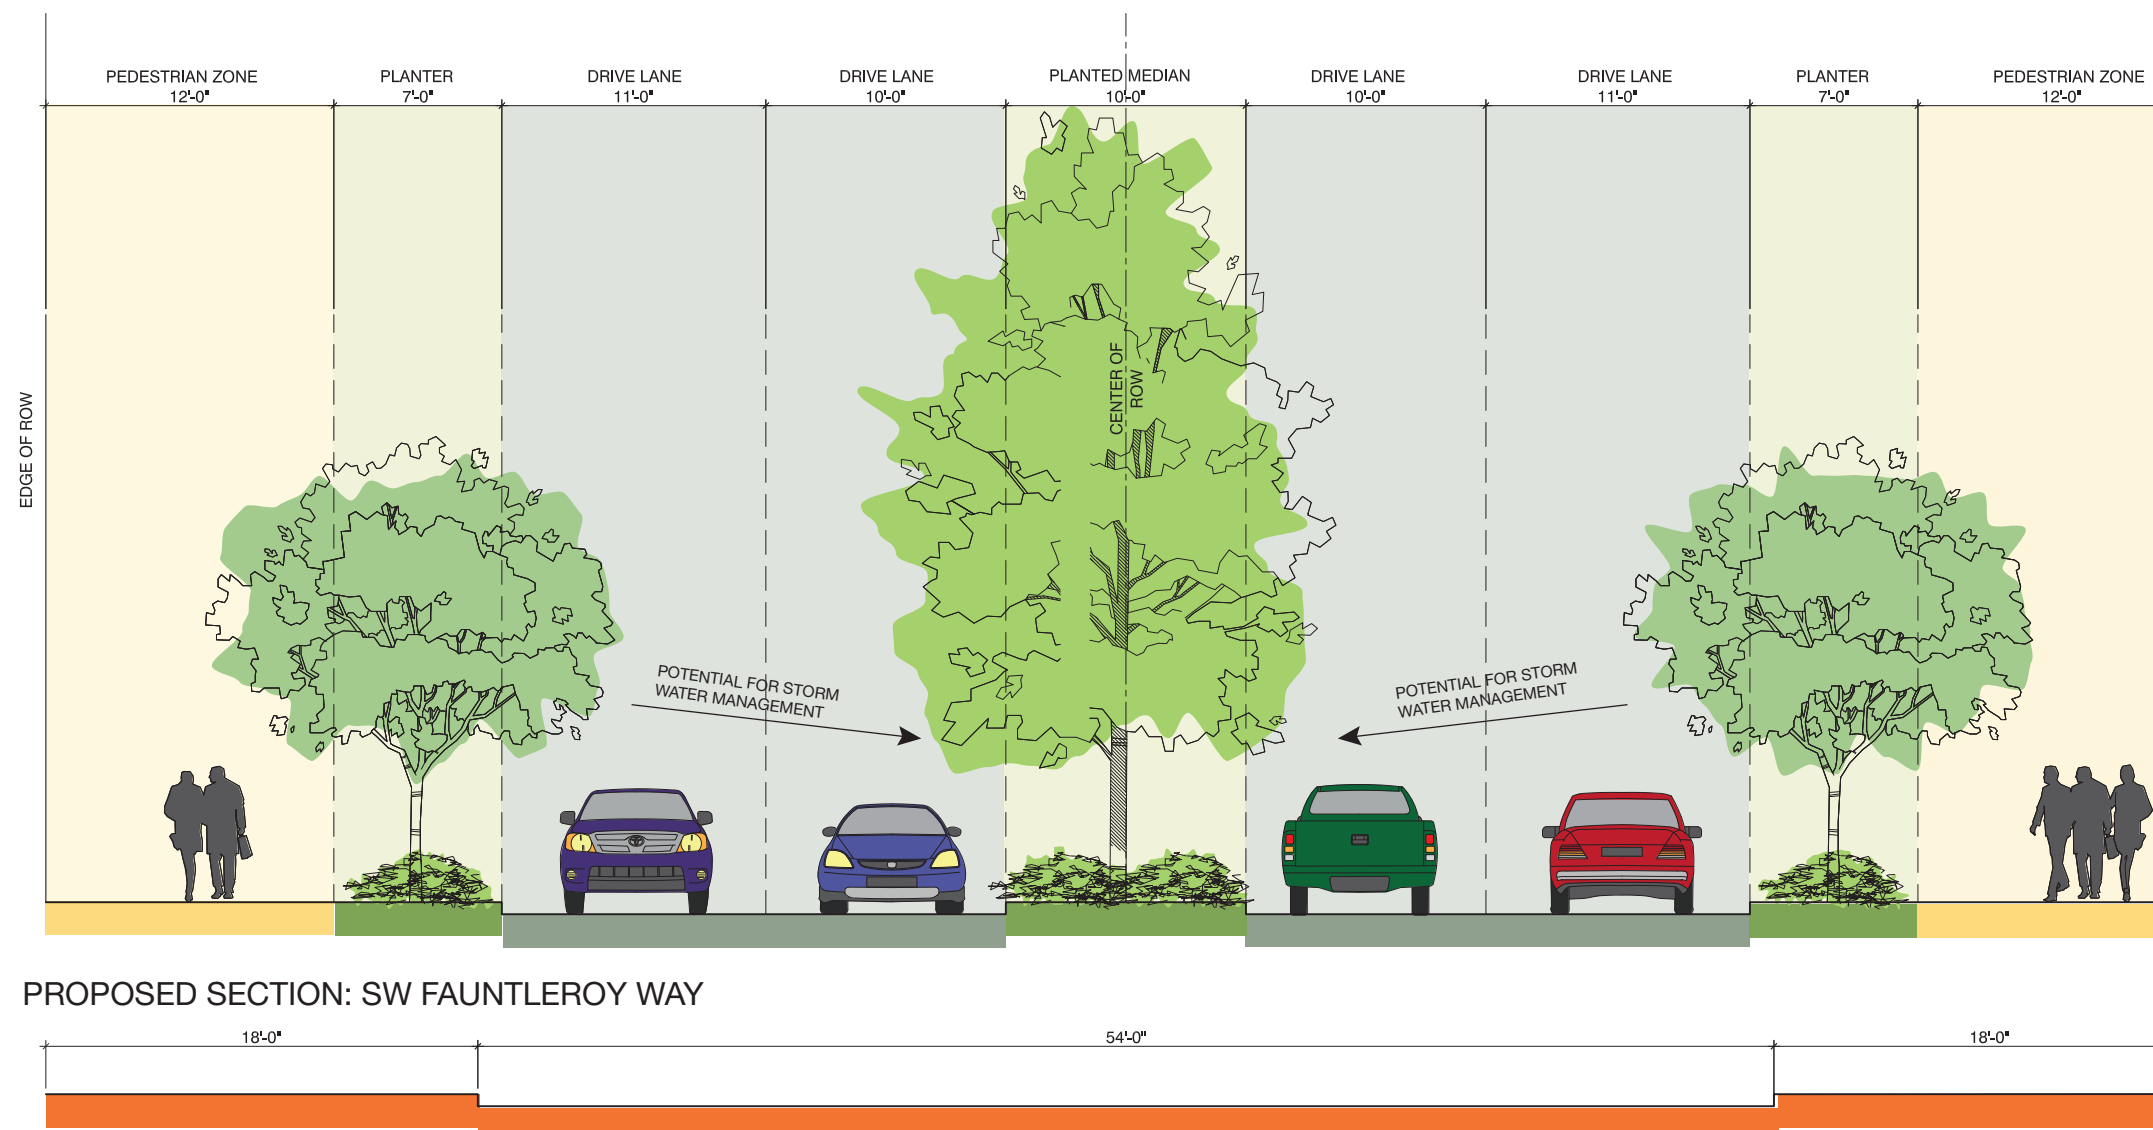 PEDESTRIAN ZONE PLANTER DRIVE LANE DRIVE LANE PLANTED MEDIAN DRIVE LANE DRIVE LANE PLANTER PEDESTRIAN ZONE
12'-0" 7'-0" 11'-0" 10'-0" 10'-0" 10'-0" 11'-0" 7'-0" 12'-0"
EDGE OF ROW
CENTER OF
ROW
POTENTIAL FOR STORM
WATER MANAGEMENT
POTENTIAL FOR STORM
WATER MANAGEMENT
PROPOSED SECTION: SW FAUNTLEROY WAY
18'-0" 54'-0" 18'-0"